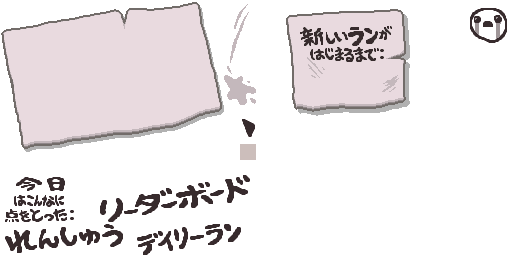 新しいランが
はじまるまで:
今日
はこんなに
点をとった:
リーダーボード
れんしゅう
デイリーラン